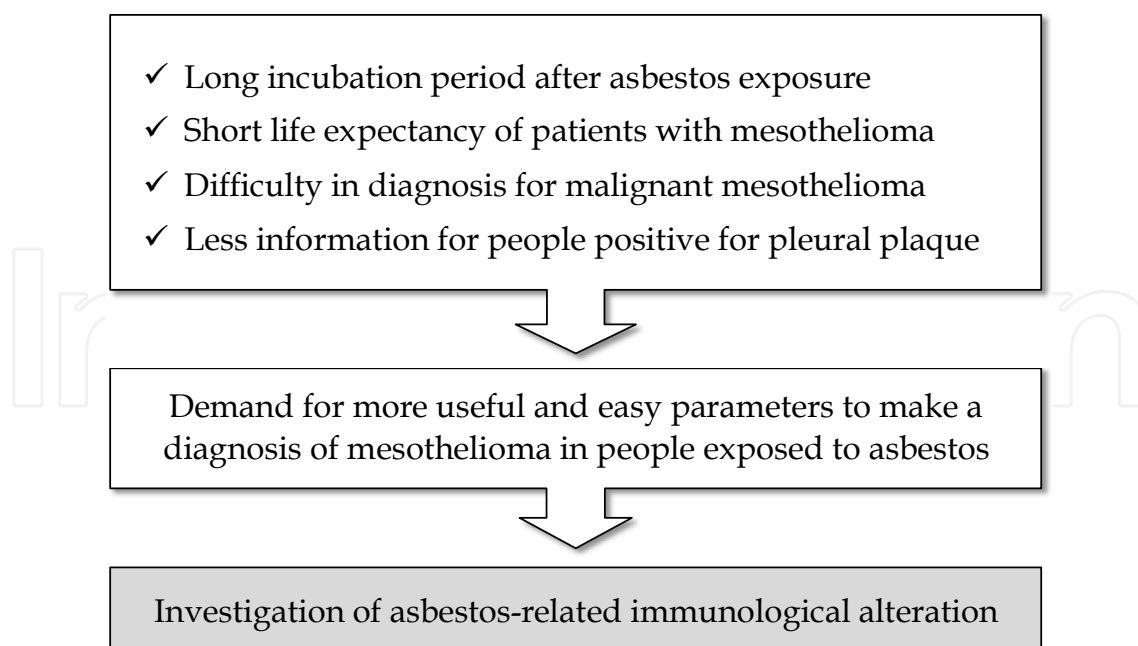 ✓ Long incubation period after asbestos exposure
✓ Short life expectancy of patients with mesothelioma
✓ Difficulty in diagnosis for malignant mesothelioma
✓ Less information for people positive for pleural plaque
Demand for more useful and easy parameters to make a
diagnosis of mesothelioma in people exposed to asbestos
Investigation of asbestos-related immunological alteration